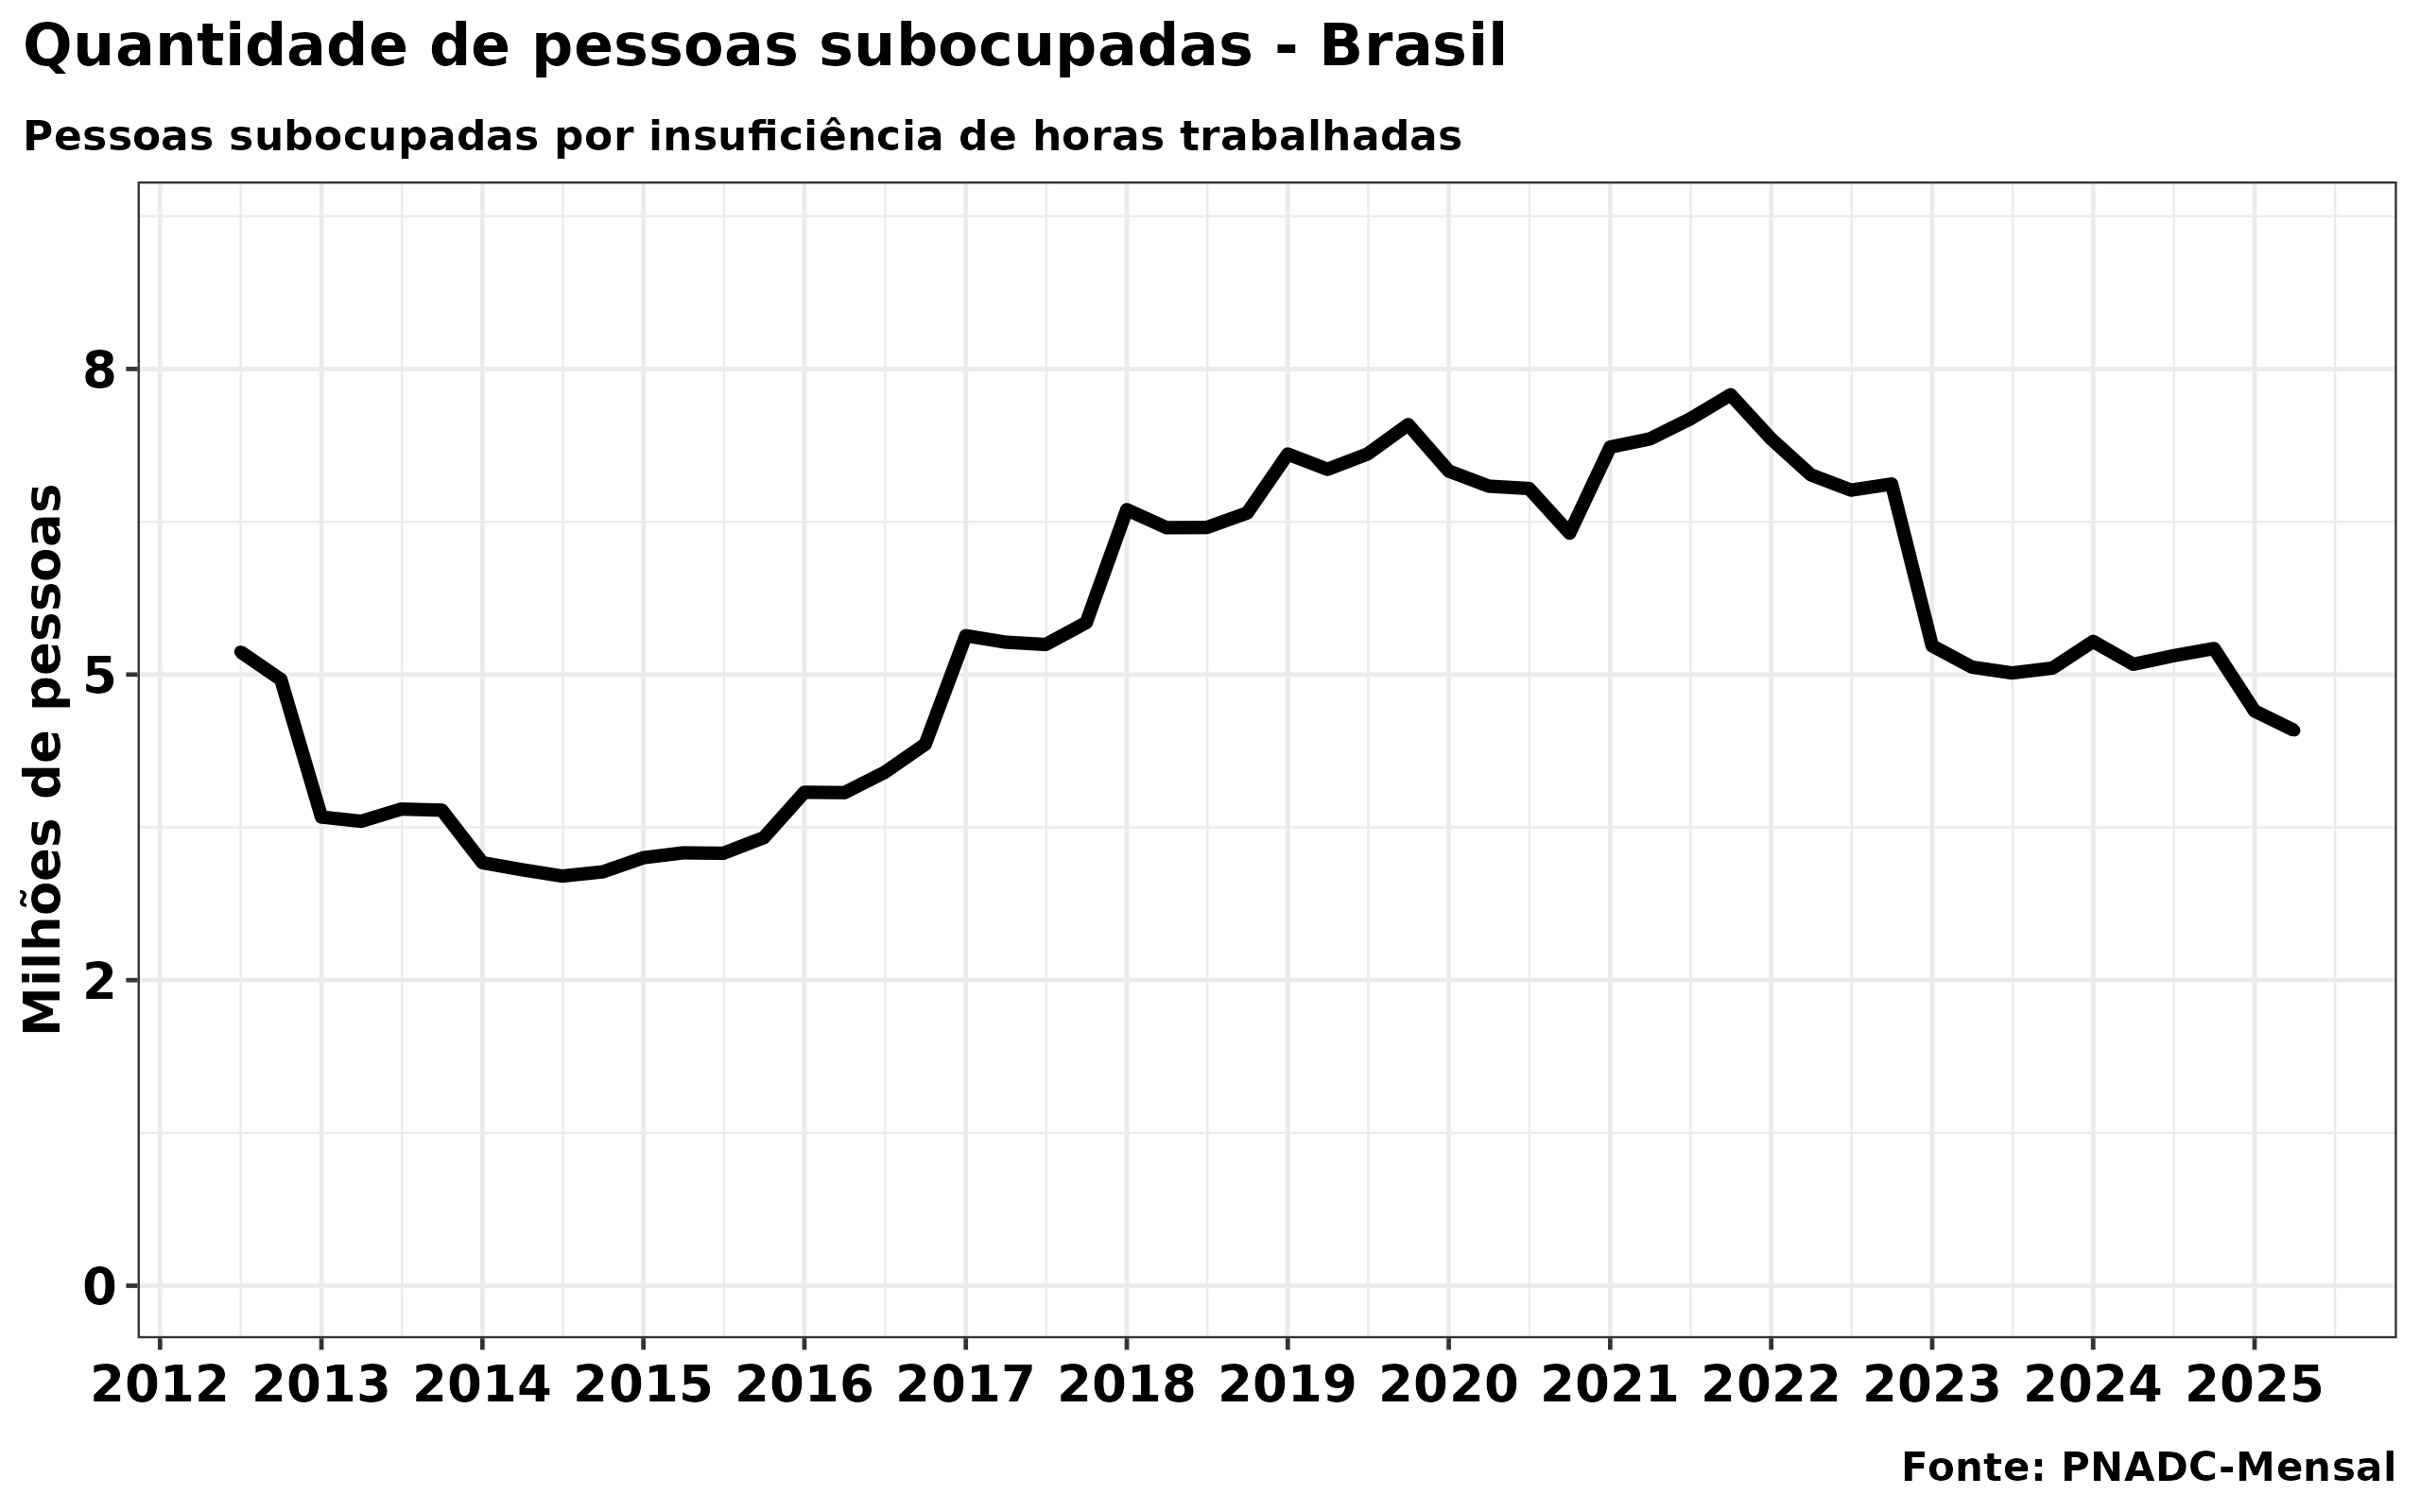 Quantidade de pessoas subocupadas - Brasil
Pessoas subocupadas por insuficiência de horas trabalhadas
Milhões de pessoas
8
5
2
0
2012 2013 2014 2015 2016 2017 2018 2019 2020 2021 2022 2023 2024 2025
Fonte: PNADC-Mensal